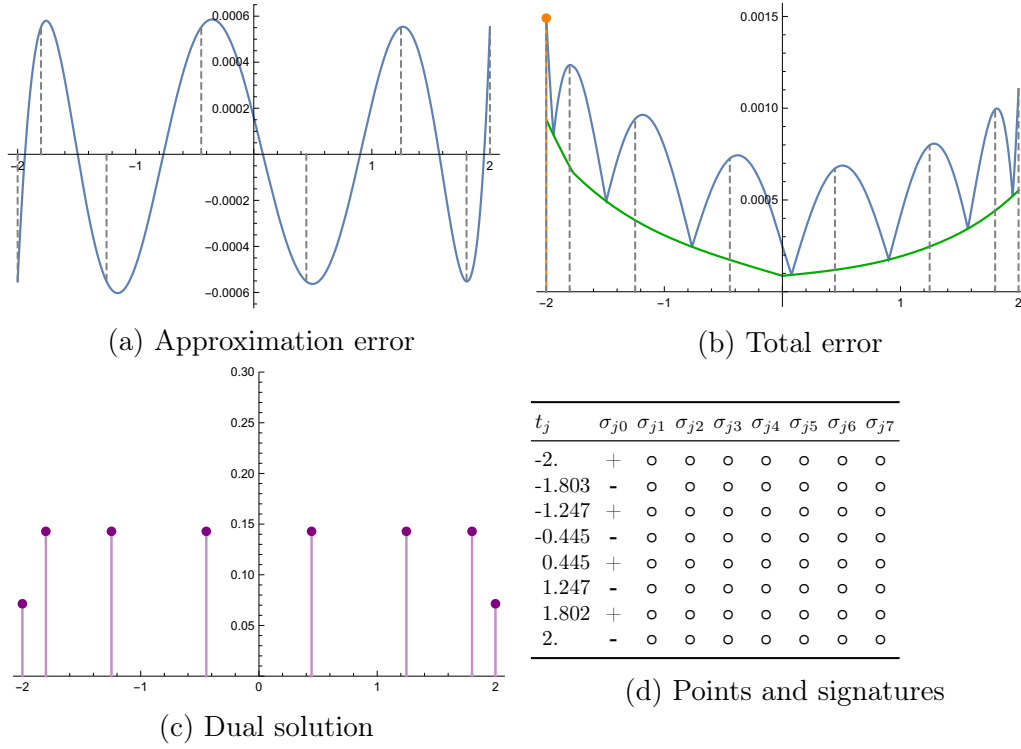 0.0006
0.0004
0.0002
-2 -1 1 2
-0.0002
-0.0004
-0.0006
(a) Approximation error
0.0015
0.0010
0.0005
-2 -1 1 2
(b) Total error
0.30
0.25
0.20
0.15
0.10
0.05
-2 -1 0 1 2
(c) Dual solution
t_j σ_j0 σ_j1 σ_j2 σ_j3 σ_j4 σ_j5 σ_j6 σ_j7
-2. + o o o o o o o
-1.803 - o o o o o o o
-1.247 + o o o o o o o
-0.445 - o o o o o o o
0.445 + o o o o o o o
1.247 - o o o o o o o
1.802 + o o o o o o o
2. - o o o o o o o
(d) Points and signatures